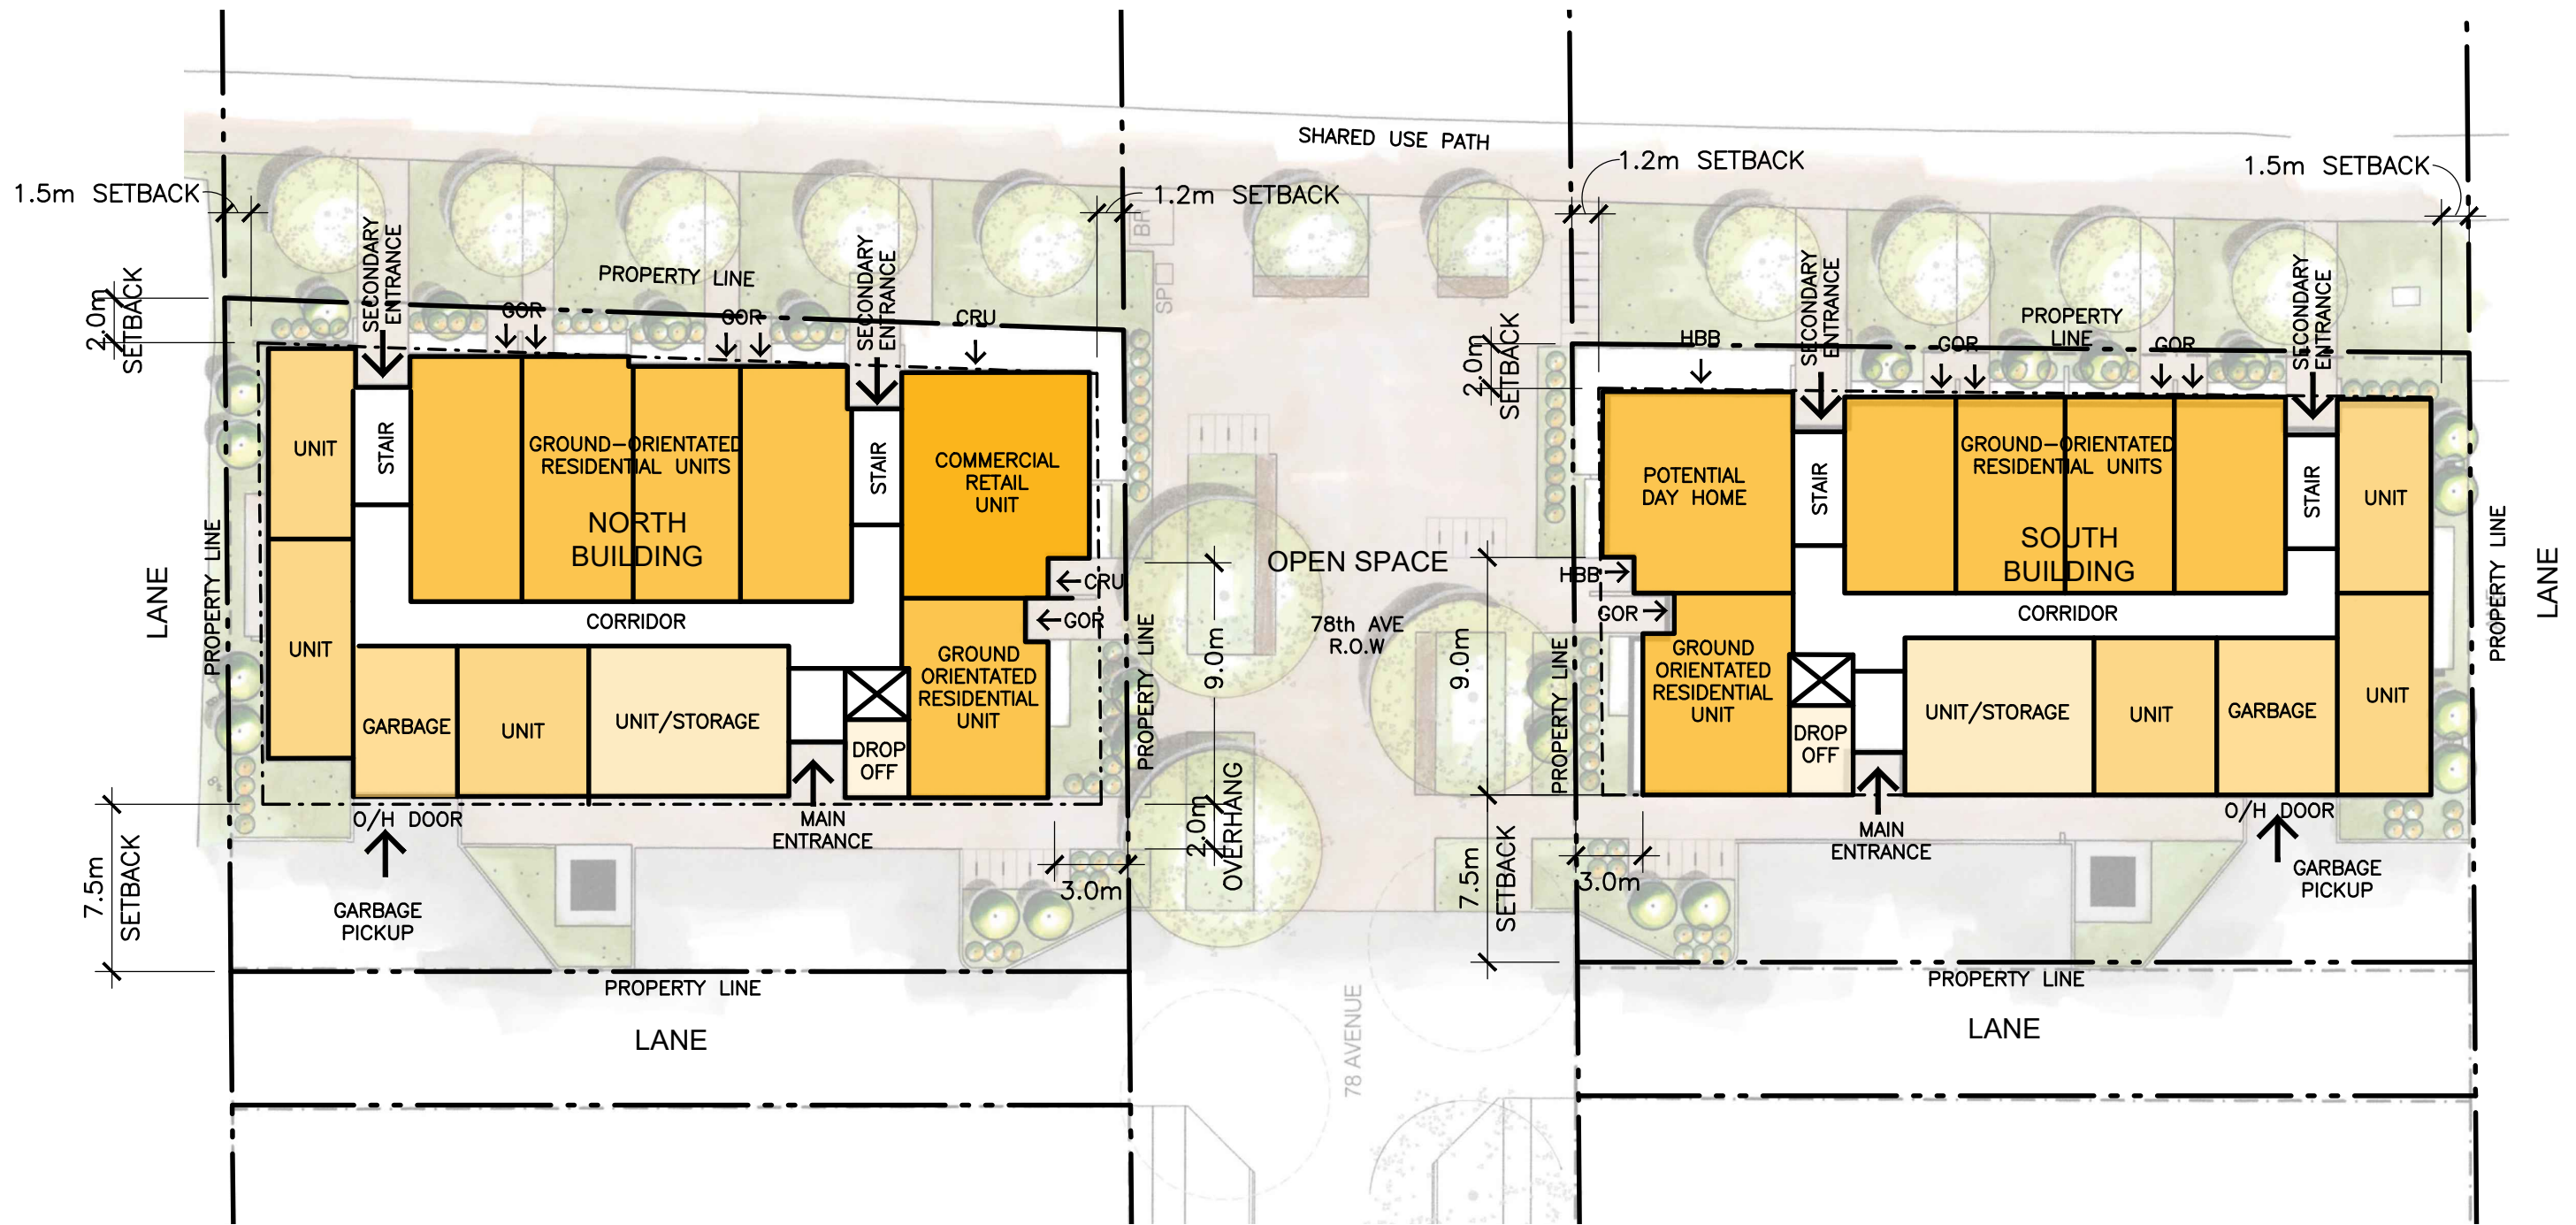 SHARED USE PATH
1.2m SETBACK
1.5m SETBACK
1.5m SETBACK
1.2m SETBACK
BR
SP
2.0m
SETBACK
SECONDARY
ENTRANCE
PROPERTY LINE
GOR
GOR
SECONDARY
ENTRANCE
CRU
2.0m
SETBACK
HBB
SECONDARY
ENTRANCE
PROPERTY
LINE
GOR
GOR
SECONDARY
ENTRANCE
UNIT
STAIR
GROUND-ORIENTATED
RESIDENTIAL UNITS
STAIR
COMMERCIAL
RETAIL
UNIT
NORTH
BUILDING
POTENTIAL
DAY HOME
STAIR
GROUND-ORIENTATED
RESIDENTIAL UNITS
STAIR
UNIT
SOUTH
BUILDING
LANE
PROPERTY LINE
UNIT
CORRIDOR
CRU
GOR
OPEN SPACE
78th AVE
R.O.W
HBB
GOR
CORRIDOR
PROPERTY LINE
LANE
GARBAGE
UNIT
UNIT/STORAGE
DROP
OFF
GROUND
ORIENTATED
RESIDENTIAL
UNIT
PROPERTY LINE
9.0m
9.0m
PROPERTY LINE
GROUND
ORIENTATED
RESIDENTIAL
UNIT
DROP
OFF
UNIT/STORAGE
UNIT
GARBAGE
UNIT
O/H DOOR
MAIN
ENTRANCE
2.0m
OVERHANG
MAIN
ENTRANCE
O/H DOOR
7.5m
SETBACK
GARBAGE
PICKUP
3.0m
7.5m
SETBACK
3.0m
GARBAGE
PICKUP
PROPERTY LINE
PROPERTY LINE
LANE
78 AVENUE
LANE